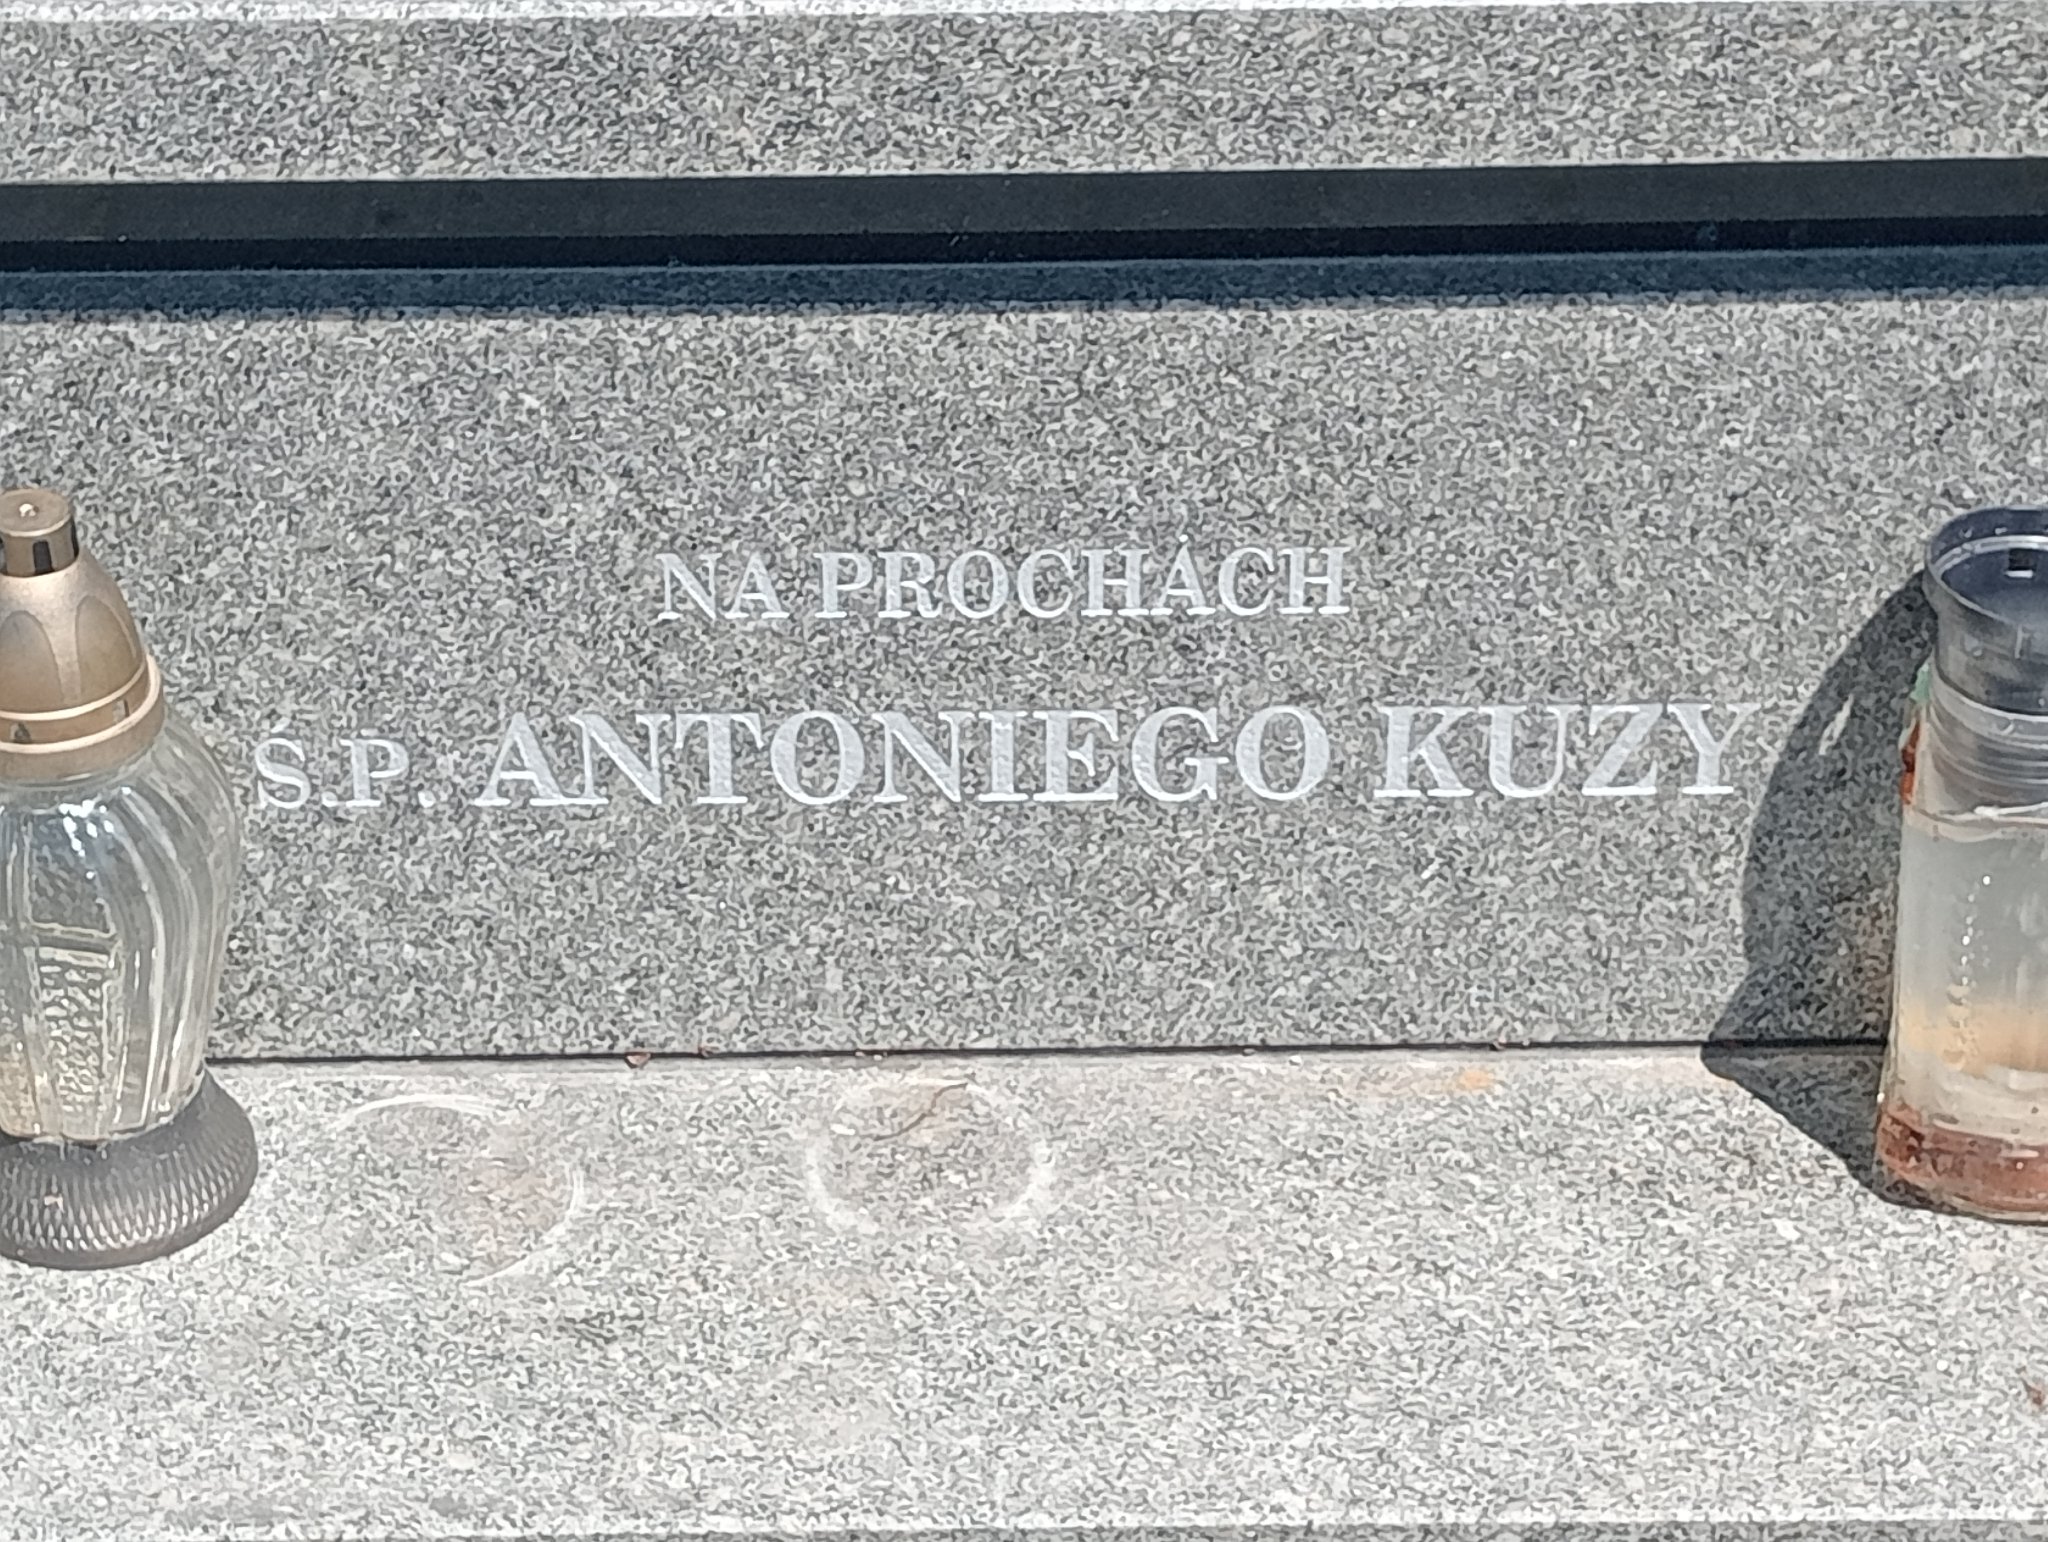 NA PROCHACH
Ś.P. ANTONIEGO KUZY